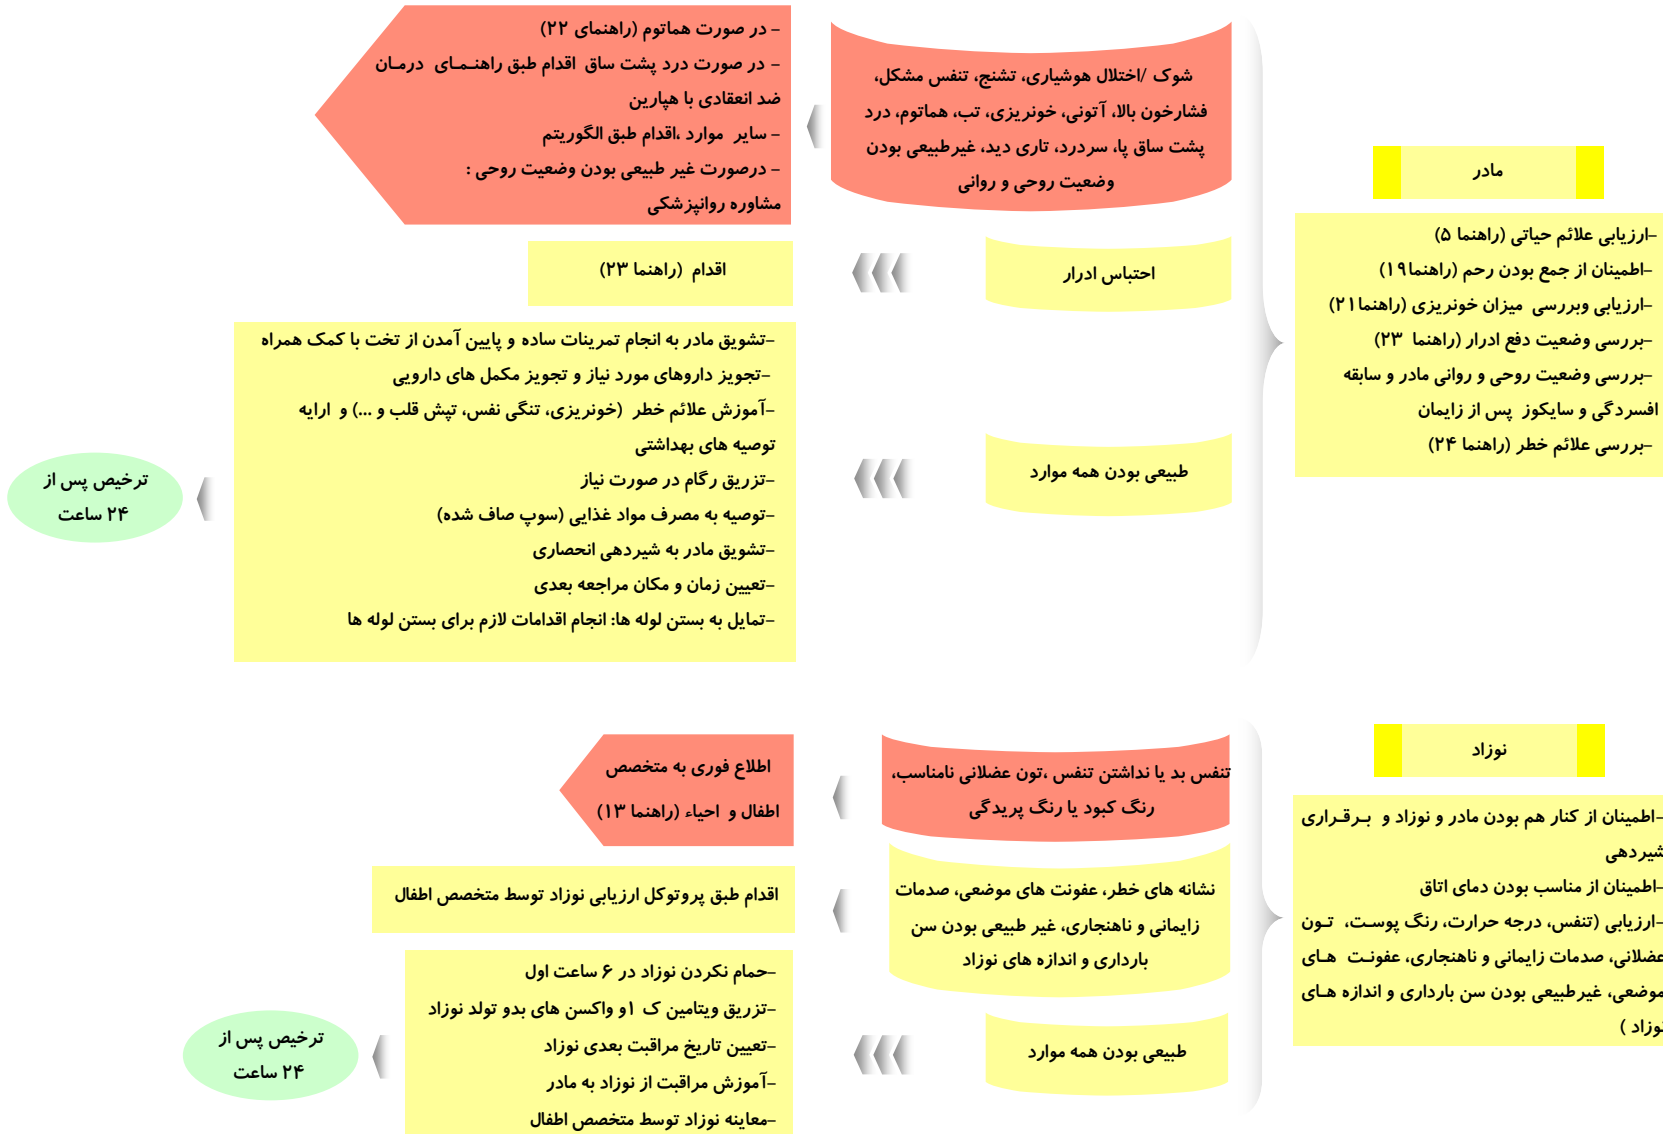 مادر
-ارزیابی علائم حیاتی (راهنما ۵)
-اطمینان از جمع بودن رحم (راهنما۱۹)
-ارزیابی وبررسی میزان خونریزی (راهنما۲۱)
-بررسی وضعیت دفع ادرار (راهنما ۲۳)
-بررسی وضعیت روحی و روانی مادر و سابقه
افسردگی و سایکوز پس از زایمان
-بررسی علائم خطر (راهنما ۲۴)
شوک /اختلال هوشیاری، تشنج، تنفس مشکل،
فشارخون بالا، آتونی، خونریزی، تب، هماتوم، درد
پشت ساق پا، سردرد، تاری دید، غیرطبیعی بودن
وضعیت روحی و روانی
- در صورت هماتوم (راهنمای ۲۲)
- در صورت درد پشت ساق اقدام طبق راهنـمـای درمـان
ضد انعقادی با هپارین
- سایر موارد ،اقدام طبق الگوریتم
- درصورت غیر طبیعی بودن وضعیت روحی :
مشاوره روانپزشکی
احتباس ادرار
اقدام (راهنما ۲۳)
طبیعی بودن همه موارد
-تشویق مادر به انجام تمرینات ساده و پایین آمدن از تخت با کمک همراه
-تجویز داروهای مورد نیاز و تجویز مکمل های دارویی
-آموزش علائم خطر (خونریزی، تنگی نفس، تپش قلب و ...) و ارایه
توصیه های بهداشتی
-تزریق رگام در صورت نیاز
-توصیه به مصرف مواد غذایی (سوپ صاف شده)
-تشویق مادر به شیردهی انحصاری
-تعیین زمان و مکان مراجعه بعدی
-تمایل به بستن لوله ها: انجام اقدامات لازم برای بستن لوله ها
ترخیص پس از
۲۴ ساعت
نوزاد
-اطمینان از کنار هم بودن مادر و نوزاد و بـرقـراری
شیردهی
-اطمینان از مناسب بودن دمای اتاق
-ارزیابی (تنفس، درجه حرارت، رنگ پوسـت، تـون
عضلانی، صدمات زایمانی و ناهنجاری، عفونـت هـای
موضعی، غیرطبیعی بودن سن بارداری و اندازه هـای
نوزاد )
تنفس بد یا نداشتن تنفس ،تون عضلانی نامناسب،
رنگ کبود یا رنگ پریدگی
اطلاع فوری به متخصص
اطفال و احیاء (راهنما ۱۳)
نشانه های خطر، عفونت های موضعی، صدمات
زایمانی و ناهنجاری، غیر طبیعی بودن سن
بارداری و اندازه های نوزاد
اقدام طبق پروتوکل ارزیابی نوزاد توسط متخصص اطفال
طبیعی بودن همه موارد
-حمام نکردن نوزاد در ۶ ساعت اول
-تزریق ویتامین ک ۱و واکسن های بدو تولد نوزاد
-تعیین تاریخ مراقبت بعدی نوزاد
-آموزش مراقبت از نوزاد به مادر
-معاینه نوزاد توسط متخصص اطفال
ترخیص پس از
۲۴ ساعت